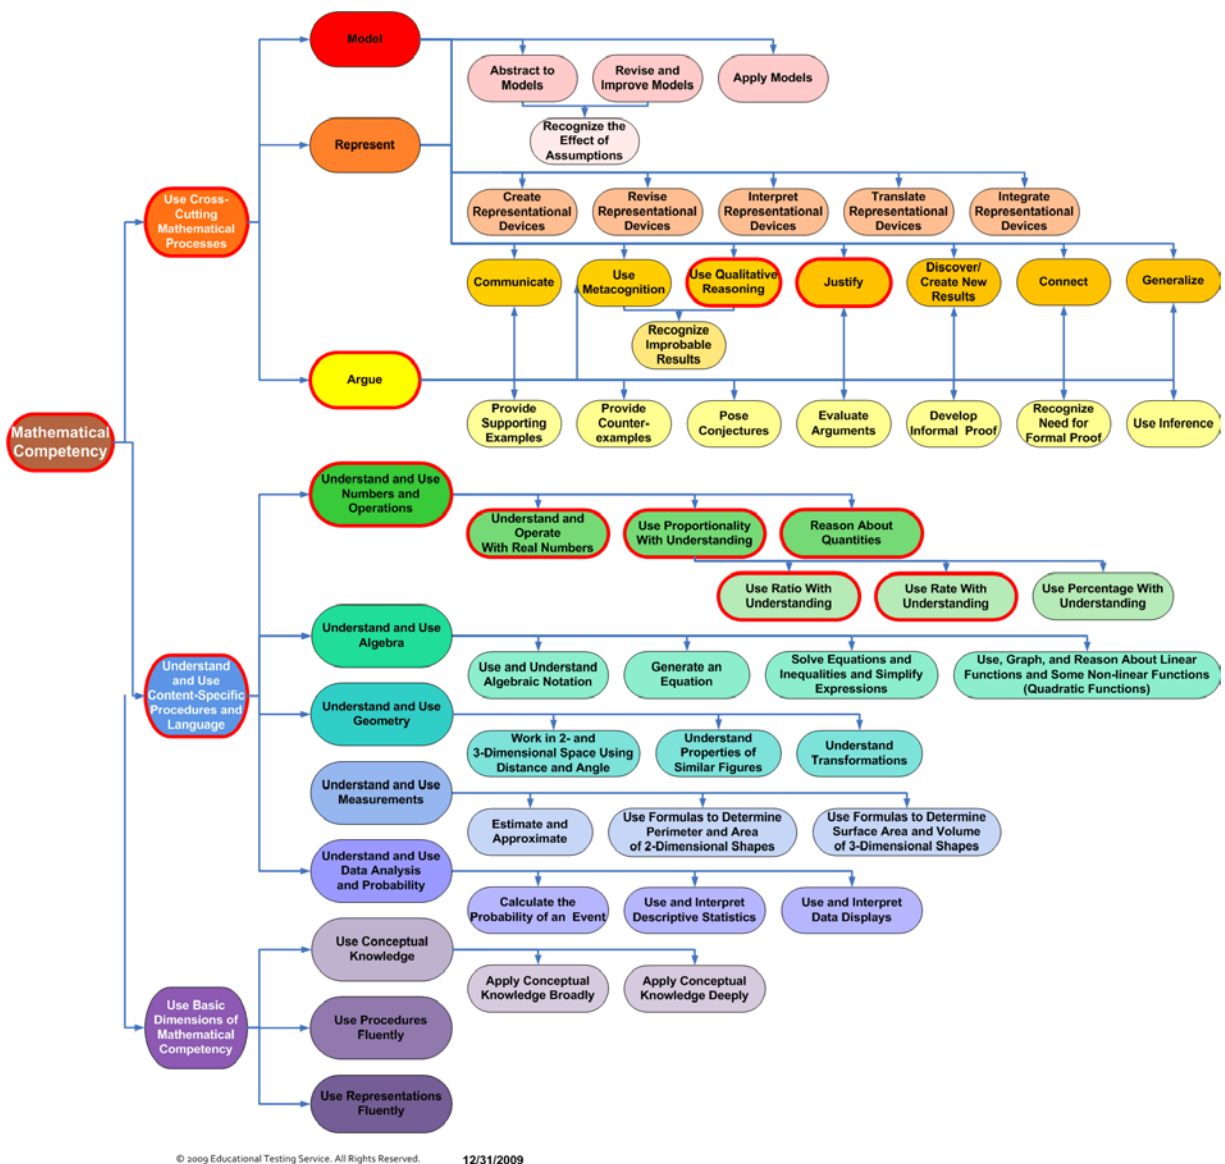 Model
Abstract to
Models
Revise and
Improve Models
Apply Models
Recognize the
Effect of
Assumptions
Represent
Create
Representational
Devices
Revise
Representational
Devices
Interpret
Representational
Devices
Translate
Representational
Devices
Integrate
Representational
Devices
Use Cross-
Cutting
Mathematical
Processes
Communicate
Use
Metacognition
Use Qualitative
Reasoning
Justify
Discover/
Create New
Results
Connect
Generalize
Recognize
Improbable
Results
Argue
Provide
Supporting
Examples
Provide
Counter-
examples
Pose
Conjectures
Evaluate
Arguments
Develop
Informal Proof
Recognize
Need for
Formal Proof
Use Inference
Mathematical
Competency
Understand and Use
Numbers and
Operations
Understand and
Operate
With Real Numbers
Use Proportionality
With Understanding
Reason About
Quantities
Use Ratio With
Understanding
Use Rate With
Understanding
Use Percentage With
Understanding
Understand and Use
Algebra
Use and Understand
Algebraic Notation
Generate an
Equation
Solve Equations and
Inequalities and Simplify
Expressions
Use, Graph, and Reason About Linear
Functions and Some Non-linear Functions
(Quadratic Functions)
Understand
and Use
Content-Specific
Procedures and
Language
Understand and Use
Geometry
Work in 2- and
3-Dimensional Space Using
Distance and Angle
Understand
Properties of
Similar Figures
Understand
Transformations
Understand and Use
Measurements
Estimate and
Approximate
Use Formulas to Determine
Perimeter and Area
of 2-Dimensional Shapes
Use Formulas to Determine
Surface Area and Volume
of 3-Dimensional Shapes
Understand and Use
Data Analysis
and Probability
Calculate the
Probability of an Event
Use and Interpret
Descriptive Statistics
Use and Interpret
Data Displays
Use Conceptual
Knowledge
Apply Conceptual
Knowledge Broadly
Apply Conceptual
Knowledge Deeply
Use Basic
Dimensions of
Mathematical
Competency
Use Procedures
Fluently
Use Representations
Fluently
© 2009 Educational Testing Service. All Rights Reserved.
12/31/2009